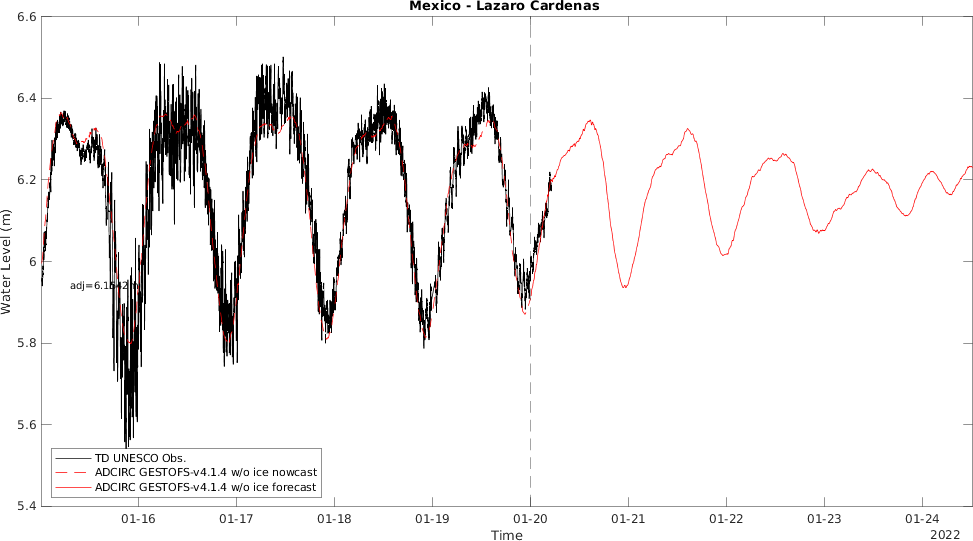 Mexico - Lazaro Cardenas
6.6
6.4
6.2
6
5.8
5.6
5.4
Water Level (m)
TD UNESCO Obs.
ADCIRC GESTOFS-v4.1.4 w/o ice nowcast
ADCIRC GESTOFS-v4.1.4 w/o ice forecast
01-16
01-17
01-18
01-19
01-20
01-21
01-22
01-23
01-24
Time
2022